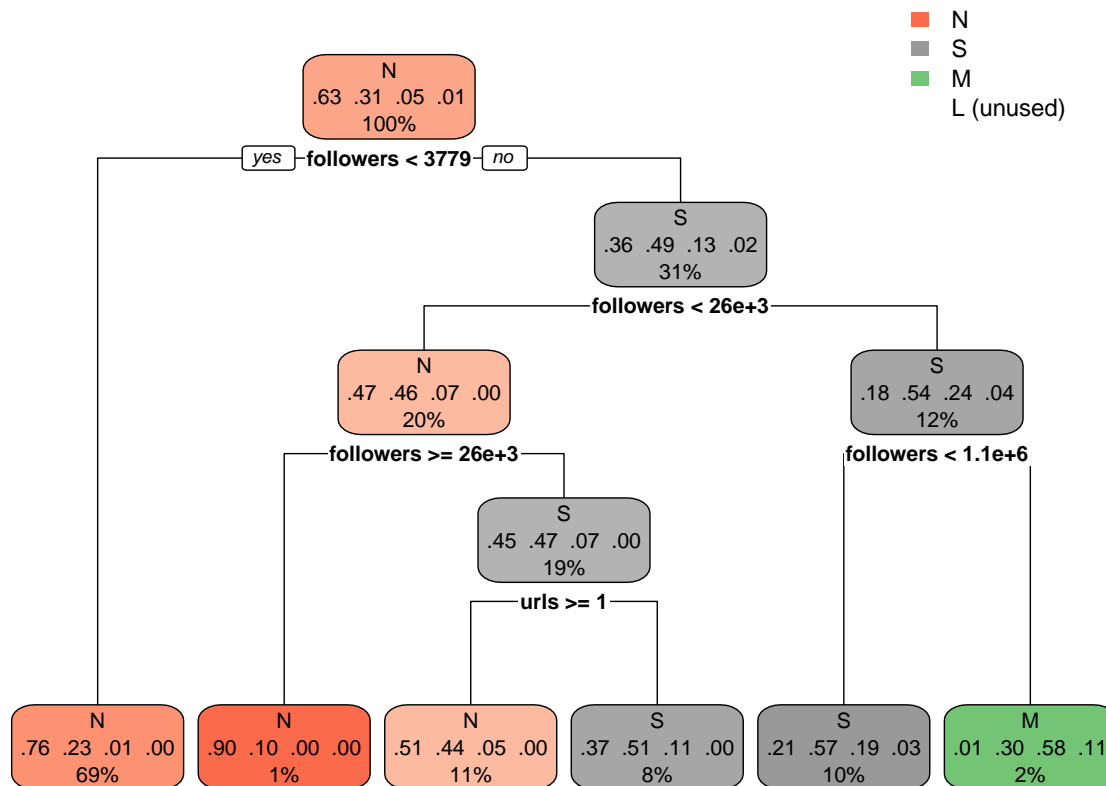 N
S
M
L (unused)
N
.63 .31 .05 .01
100%
yes followers < 3779 no
S
.36 .49 .13 .02
31%
followers < 26e+3
N
.47 .46 .07 .00
20%
S
.18 .54 .24 .04
12%
followers >= 26e+3
followers < 1.1e+6
S
.45 .47 .07 .00
19%
urls >= 1
N
.76 .23 .01 .00
69%
N
.90 .10 .00 .00
1%
N
.51 .44 .05 .00
11%
S
.37 .51 .11 .00
8%
S
.21 .57 .19 .03
10%
M
.01 .30 .58 .11
2%